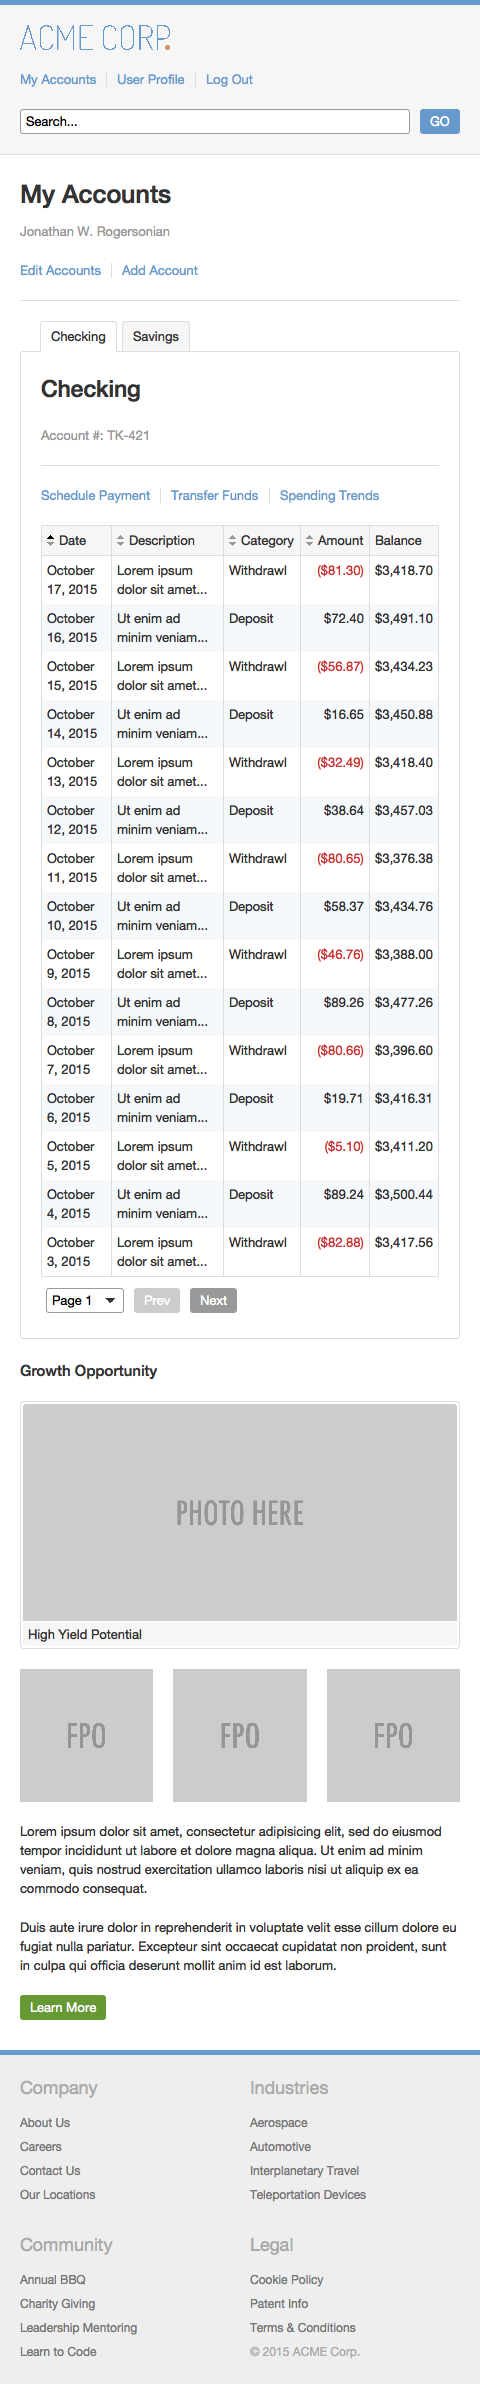 ACME CORP.
My Accounts User Profile Log Out
Search... GO
My Accounts
Jonathan W. Rogersonian
Edit Accounts Add Account
Checking Savings
Checking
Account #: TK-421
Schedule Payment Transfer Funds Spending Trends
Date Description Category Amount Balance
October Lorem ipsum Withdrawl ($81.30) $3,418.70
17, 2015 dolor sit amet...
October Ut enim ad Deposit $72.40 $3,491.10
16, 2015 minim veniam...
October Lorem ipsum Withdrawl ($56.87) $3,434.23
15, 2015 dolor sit amet...
October Ut enim ad Deposit $16.65 $3,450.88
14, 2015 minim veniam...
October Lorem ipsum Withdrawl ($32.49) $3,418.40
13, 2015 dolor sit amet...
October Ut enim ad Deposit $38.64 $3,457.03
12, 2015 minim veniam...
October Lorem ipsum Withdrawl ($80.65) $3,376.38
11, 2015 dolor sit amet...
October Ut enim ad Deposit $58.37 $3,434.76
10, 2015 minim veniam...
October Lorem ipsum Withdrawl ($46.76) $3,388.00
9, 2015 dolor sit amet...
October Ut enim ad Deposit $89.26 $3,477.26
8, 2015 minim veniam...
October Lorem ipsum Withdrawl ($80.66) $3,396.60
7, 2015 dolor sit amet...
October Ut enim ad Deposit $19.71 $3,416.31
6, 2015 minim veniam...
October Lorem ipsum Withdrawl ($5.10) $3,411.20
5, 2015 dolor sit amet...
October Ut enim ad Deposit $89.24 $3,500.44
4, 2015 minim veniam...
October Lorem ipsum Withdrawl ($82.88) $3,417.56
3, 2015 dolor sit amet...
Page 1 Prev Next
Growth Opportunity
PHOTO HERE
High Yield Potential
FPO FPO FPO
Lorem ipsum dolor sit amet, consectetur adipisicing elit, sed do eiusmod
tempor incididunt ut labore et dolore magna aliqua. Ut enim ad minim
veniam, quis nostrud exercitation ullamco laboris nisi ut aliquip ex ea
commodo consequat.
Duis aute irure dolor in reprehenderit in voluptate velit esse cillum dolore eu
fugiat nulla pariatur. Excepteur sint occaecat cupidatat non proident, sunt
in culpa qui officia deserunt mollit anim id est laborum.
Learn More
Company
About Us
Careers
Contact Us
Our Locations
Industries
Aerospace
Automotive
Interplanetary Travel
Teleportation Devices
Community
Annual BBQ
Charity Giving
Leadership Mentoring
Learn to Code
Legal
Cookie Policy
Patent Info
Terms & Conditions
© 2015 ACME Corp.